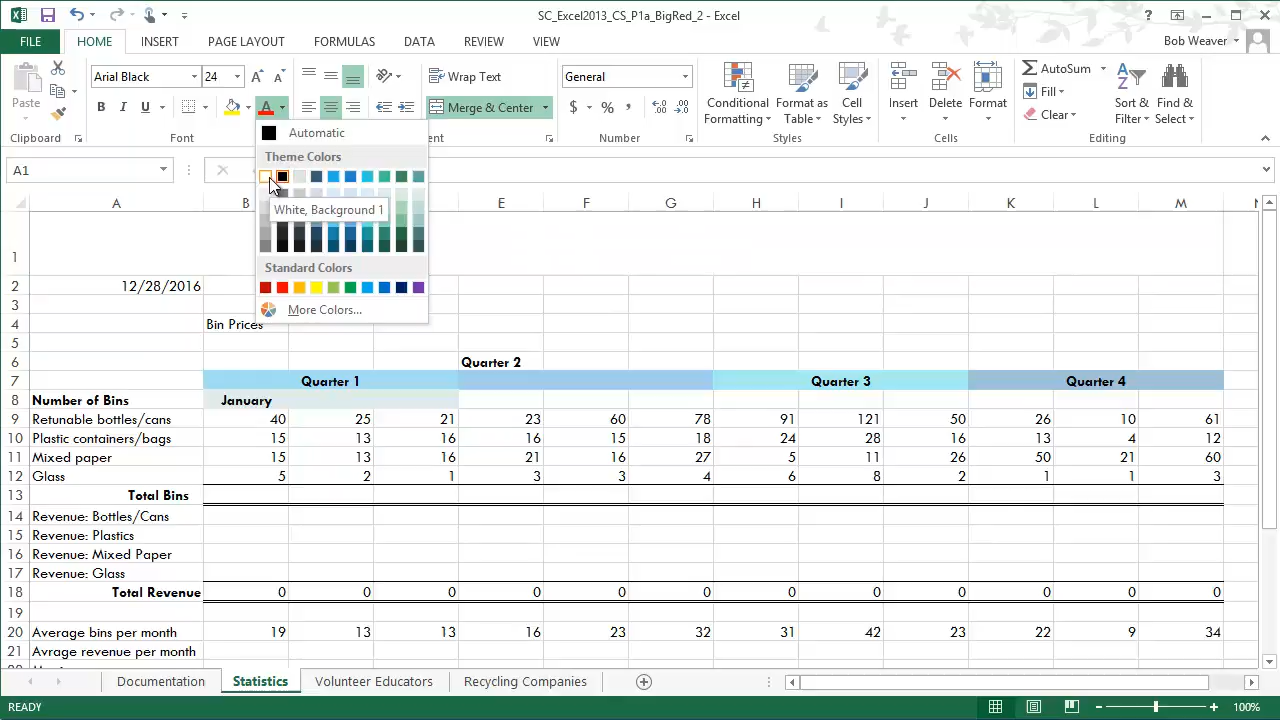 SC_Excel2013_CS_P1a_BigRed_2 - Excel
FILE HOME INSERT PAGE LAYOUT FORMULAS DATA REVIEW VIEW Bob Weaver
Paste Arial Black 24 Wrap Text General Conditional Formatting Format as Table Cell Styles Insert Delete Format AutoSum Fill Clear Sort & Filter Find & Select
B I U A Merge & Center $ % ,
Clipboard Font Number Styles Cells Editing
Automatic
Theme Colors
White, Background 1
Standard Colors
More Colors...
A1
A B E F G H I J K L M
1
2 12/28/2016
3
4 Bin Prices
5
6 Quarter 2
7 Quarter 1 Quarter 3 Quarter 4
8 Number of Bins January
9 Retunable bottles/cans 40 25 21 23 60 78 91 121 50 26 10 61
10 Plastic containers/bags 15 13 16 16 15 18 24 28 16 13 4 12
11 Mixed paper 15 13 16 21 16 27 5 11 26 50 21 60
12 Glass 5 2 1 3 3 4 6 8 2 1 1 3
13 Total Bins
14 Revenue: Bottles/Cans
15 Revenue: Plastics
16 Revenue: Mixed Paper
17 Revenue: Glass
18 Total Revenue 0 0 0 0 0 0 0 0 0 0 0 0
19
20 Average bins per month 19 13 13 16 23 32 31 42 23 22 9 34
21 Avrage revenue per month
Documentation Statistics Volunteer Educators Recycling Companies
READY 100%